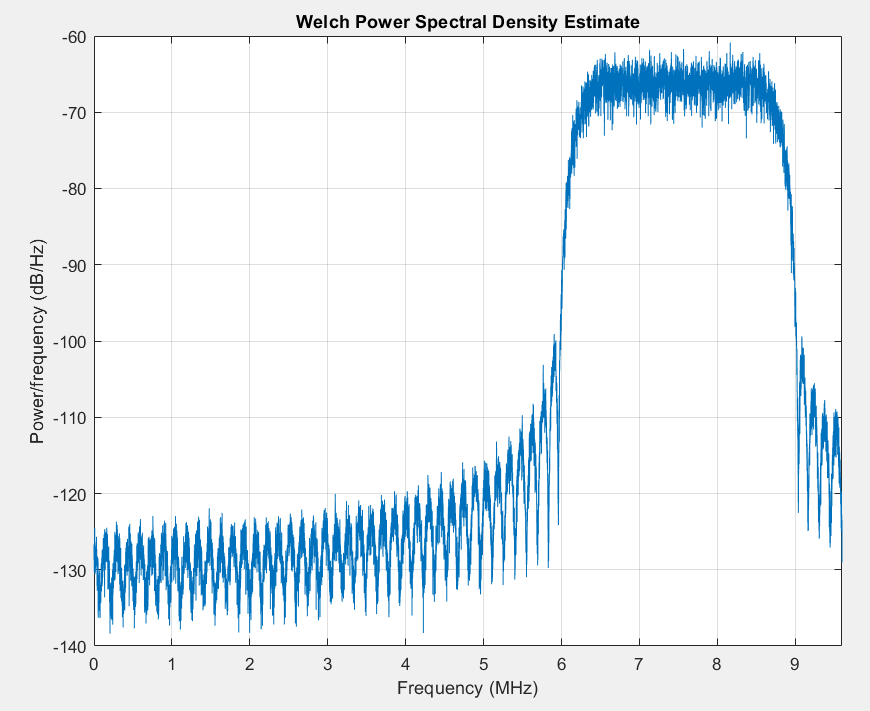 Welch Power Spectral Density Estimate
Power/frequency (dB/Hz)
-60
-70
-80
-90
-100
-110
-120
-130
-140
0 1 2 3 4 5 6 7 8 9
Frequency (MHz)